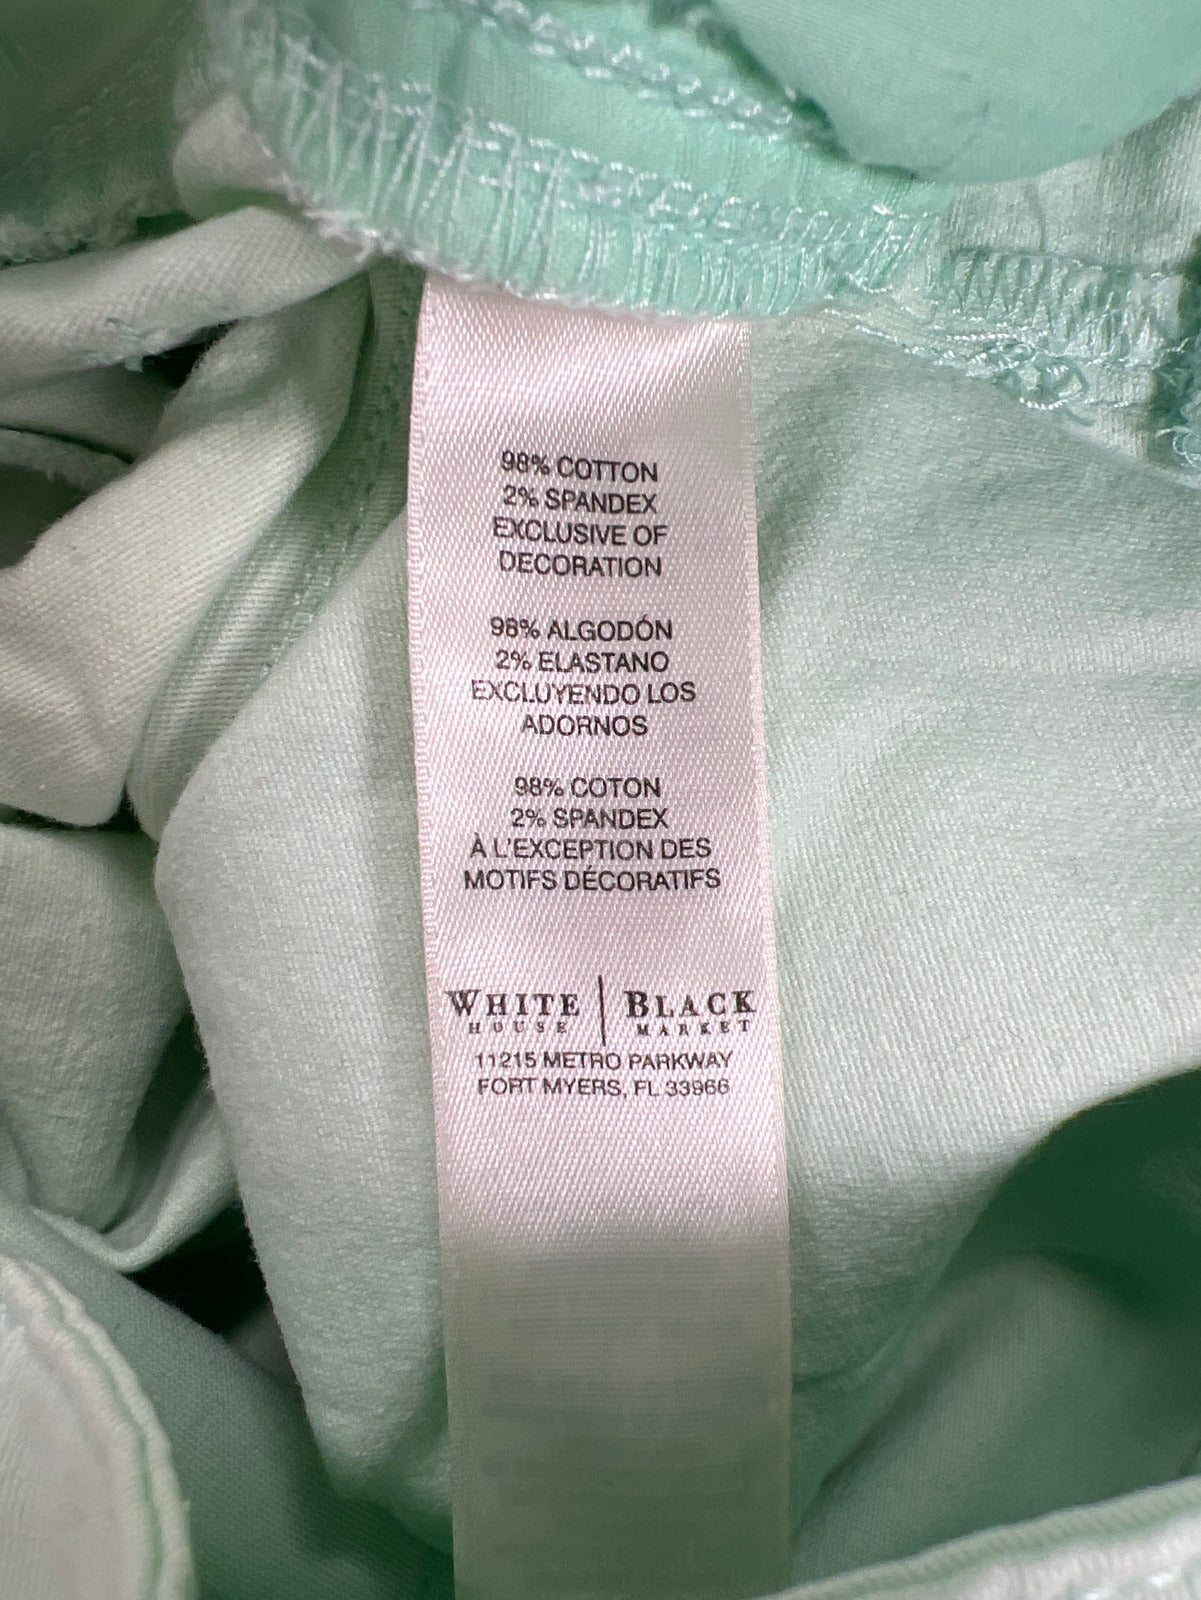 98% COTTON
2% SPANDEX
EXCLUSIVE OF
DECORATION
98% ALGODÓN
2% ELASTANO
EXCLUYENDO LOS
ADORNOS
98% COTON
2% SPANDEX
À L'EXCEPTION DES
MOTIFS DÉCORATIFS
WHITE | BLACK
HOUSE MARKET
11215 METRO PARKWAY
FORT MYERS, FL 33966